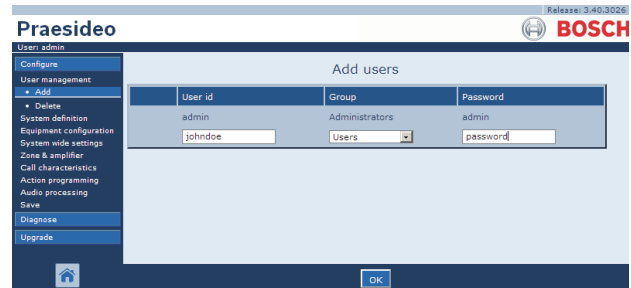 Release: 3.40.3026
Praesideo
BOSCH
User: admin
Configure
User management
• Add
• Delete
System definition
Equipment configuration
System wide settings
Zone & amplifier
Call characteristics
Action programming
Audio processing
Save
Diagnose
Upgrade
Add users
User id Group Password
admin Administrators admin
johndoe Users password
OK